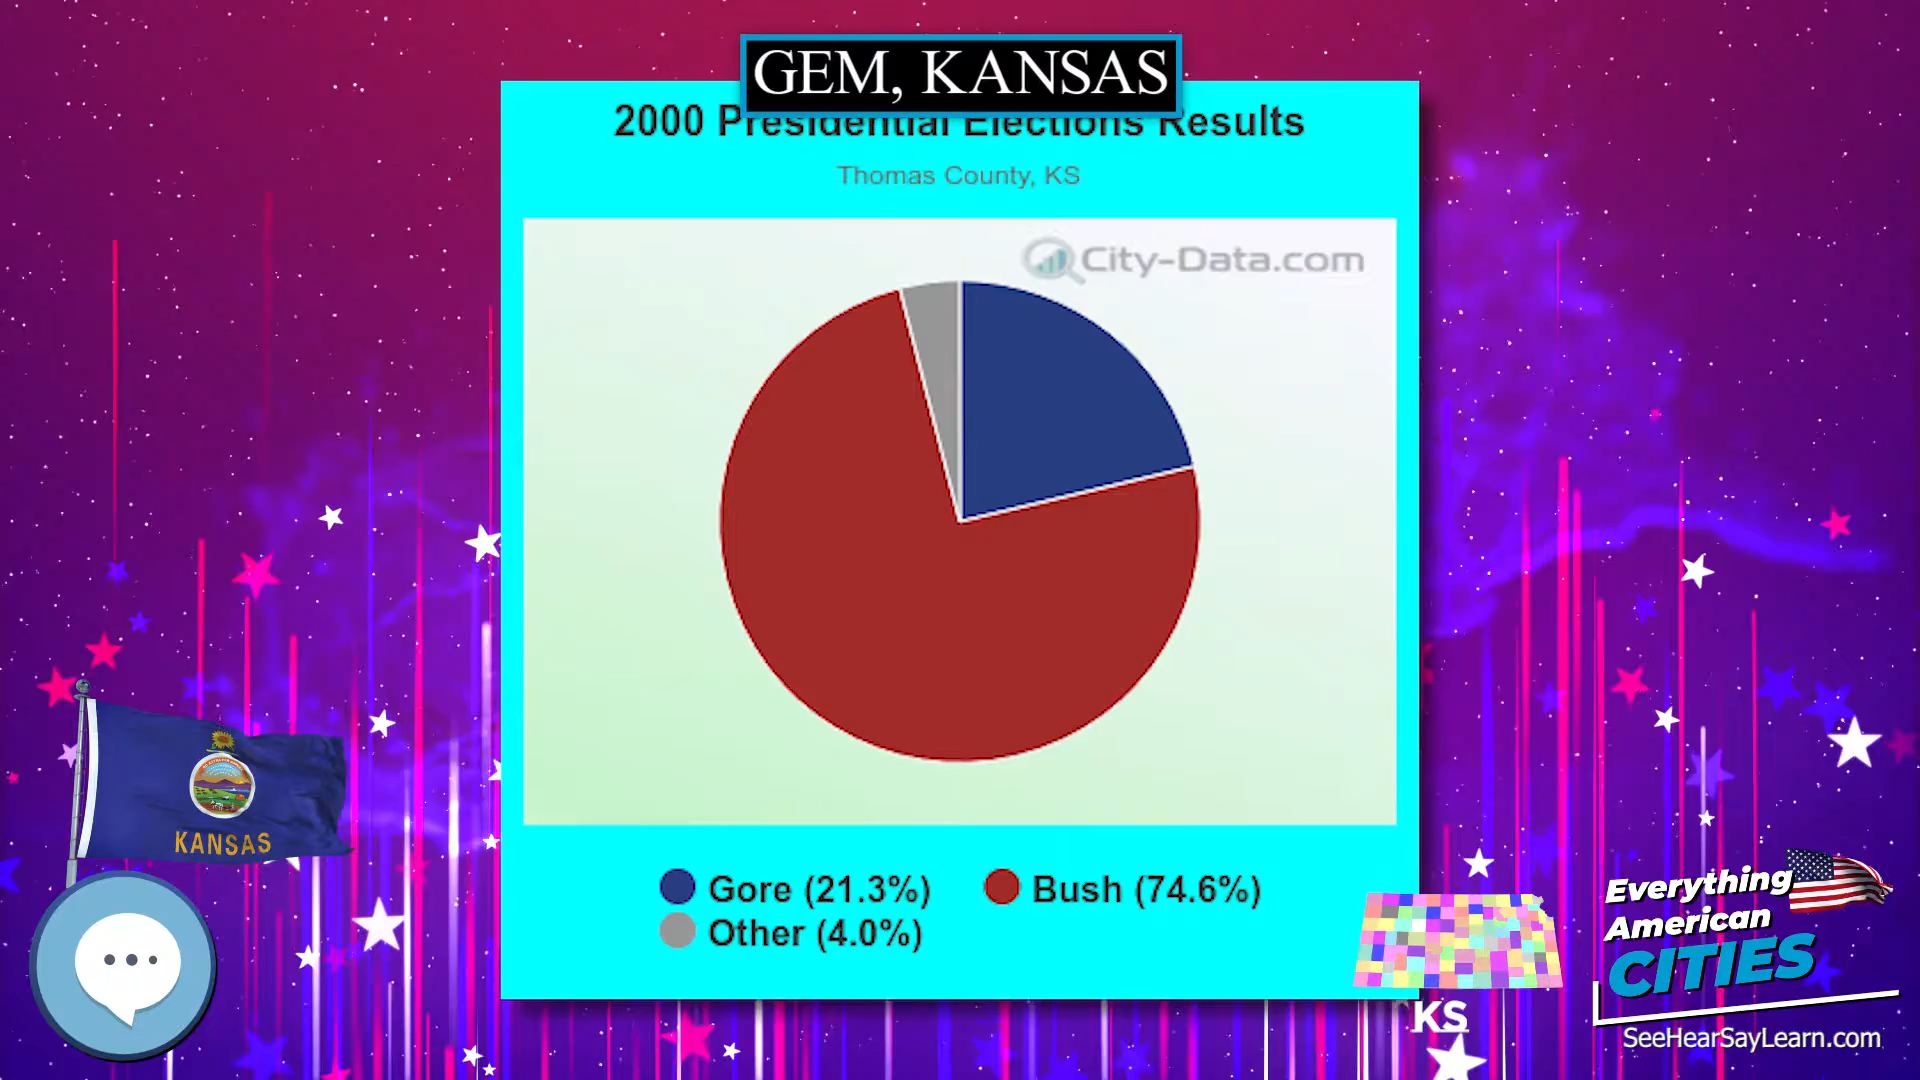 GEM, KANSAS
2000 Presidential Elections Results
Thomas County, KS
City-Data.com
Gore (21.3%)
Bush (74.6%)
Other (4.0%)
KANSAS
KS
Everything
American
CITIES
SeeHearSayLearn.com